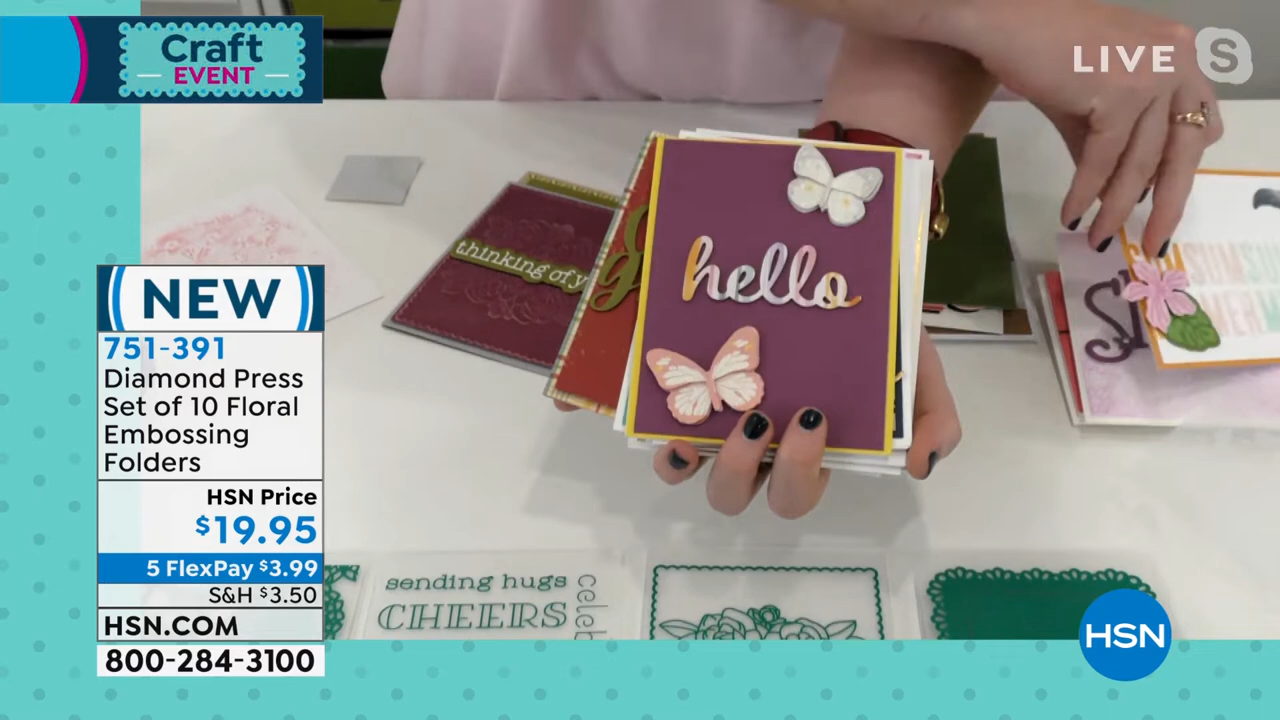 Craft
EVENT
LIVE S
NEW
751-391
Diamond Press
Set of 10 Floral
Embossing
Folders
HSN Price
$19.95
5 FlexPay $3.99
S&H $3.50
HSN.COM
800-284-3100
thinking of y
hello
sending hugs
CHEERS
celeb
HSN